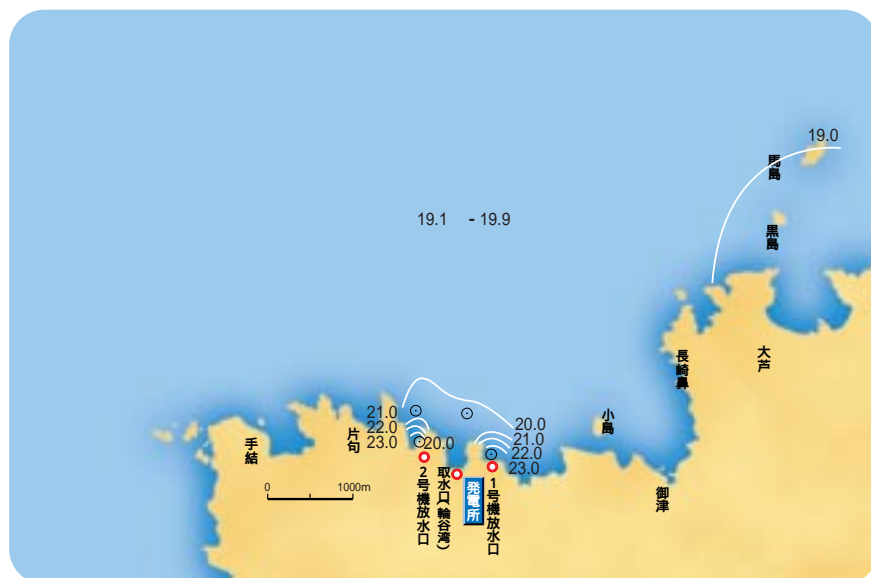 19.0
馬島
19.1 - 19.9
黒島
大芦
長崎鼻
小島
21.0
22.0
23.0
20.0
20.0
21.0
22.0
23.0
片句
手結
0 1000m
2号機放水口
取水口(輪谷湾)
発電所
1号機放水口
御津